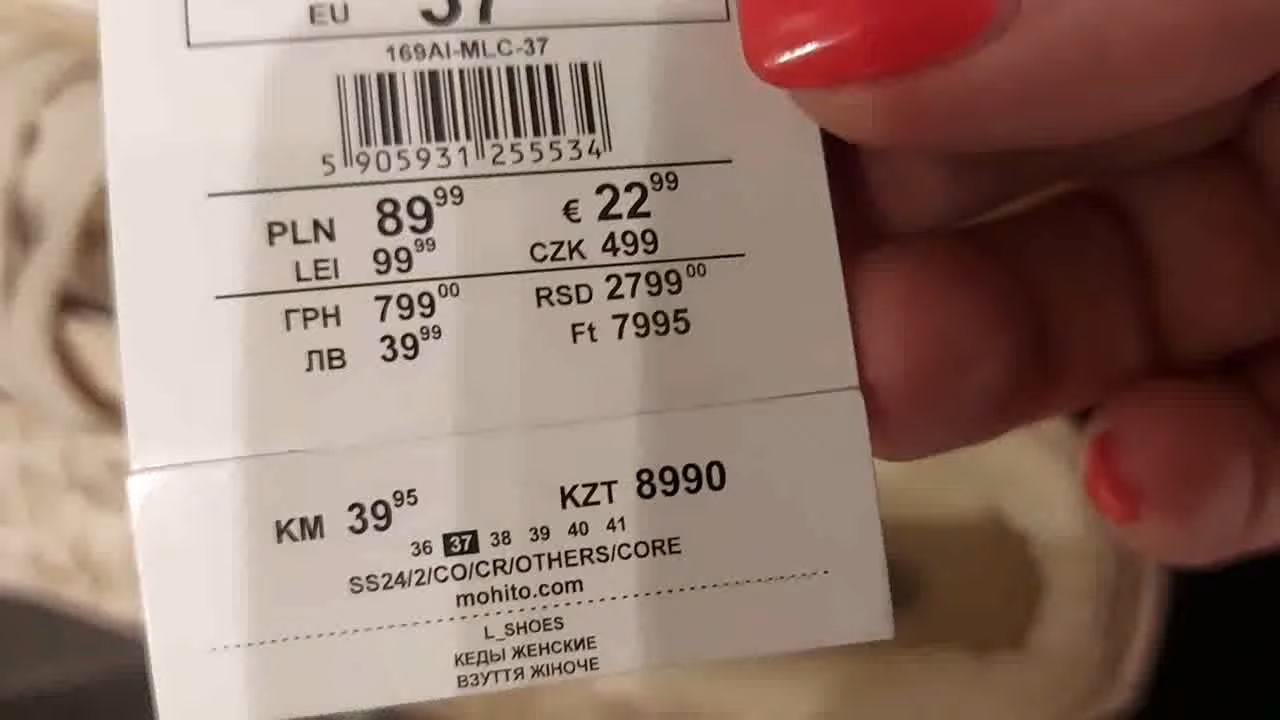 EU 37
169AI-MLC-37
5 905931 255534
PLN 89⁹⁹ € 22⁹⁹
LEI 99⁹⁹ CZK 499
ГРН 799⁰⁰ RSD 2799⁰⁰
ЛВ 39⁹⁹ Ft 7995
KM 39⁹⁵ KZT 8990
36 37 38 39 40 41
SS24/2/CO/CR/OTHERS/CORE
mohito.com
L_SHOES
КЕДЫ ЖЕНСКИЕ
ВЗУТТЯ ЖІНОЧЕ